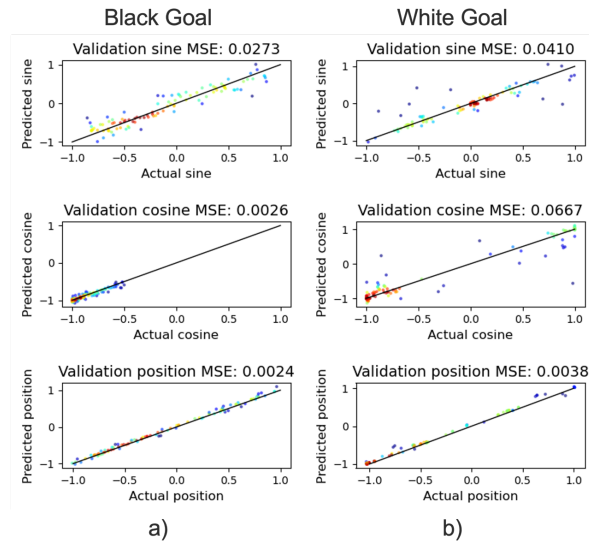 Black Goal
White Goal
Validation sine MSE: 0.0273
Predicted sine
1
0
−1
−1.0 −0.5 0.0 0.5 1.0
Actual sine
Validation sine MSE: 0.0410
Predicted sine
1
0
−1
−1.0 −0.5 0.0 0.5 1.0
Actual sine
Validation cosine MSE: 0.0026
Predicted cosine
1
0
−1
−1.0 −0.5 0.0 0.5 1.0
Actual cosine
Validation cosine MSE: 0.0667
Predicted cosine
1
0
−1
−1.0 −0.5 0.0 0.5 1.0
Actual cosine
Validation position MSE: 0.0024
Predicted position
1
0
−1
−1.0 −0.5 0.0 0.5 1.0
Actual position
Validation position MSE: 0.0038
Predicted position
1
0
−1
−1.0 −0.5 0.0 0.5 1.0
Actual position
a)
b)